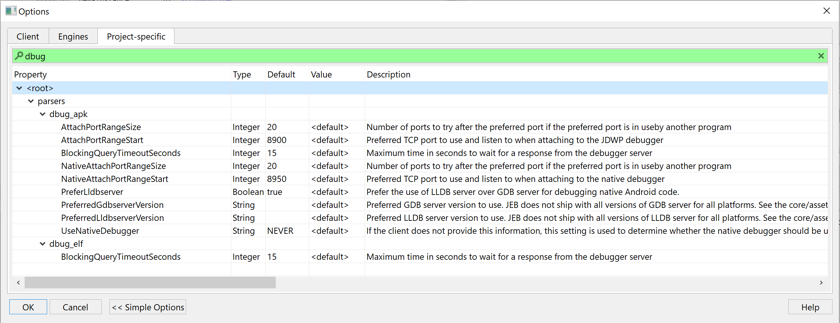 Options
Client Engines Project-specific
dbug
Property Type Default Value Description
<root>
parsers
dbug_apk
AttachPortRangeSize Integer 20 <default> Number of ports to try after the preferred port if the preferred port is in useby another program
AttachPortRangeStart Integer 8900 <default> Preferred TCP port to use and listen to when attaching to the JDWP debugger
BlockingQueryTimeoutSeconds Integer 15 <default> Maximum time in seconds to wait for a response from the debugger server
NativeAttachPortRangeSize Integer 20 <default> Number of ports to try after the preferred port if the preferred port is in useby another program
NativeAttachPortRangeStart Integer 8950 <default> Preferred TCP port to use and listen to when attaching to the native debugger
PreferLldbserver Boolean true <default> Prefer the use of LLDB server over GDB server for debugging native Android code.
PreferredGdbserverVersion String <default> Preferred GDB server version to use. JEB does not ship with all versions of GDB server for all platforms. See the core/asset
PreferredLldbserverVersion String <default> Preferred LLDB server version to use. JEB does not ship with all versions of LLDB server for all platforms. See the core/asse
UseNativeDebugger String NEVER <default> If the client does not provide this information, this setting is used to determine whether the native debugger should be u
dbug_elf
BlockingQueryTimeoutSeconds Integer 15 <default> Maximum time in seconds to wait for a response from the debugger server
OK Cancel << Simple Options Help